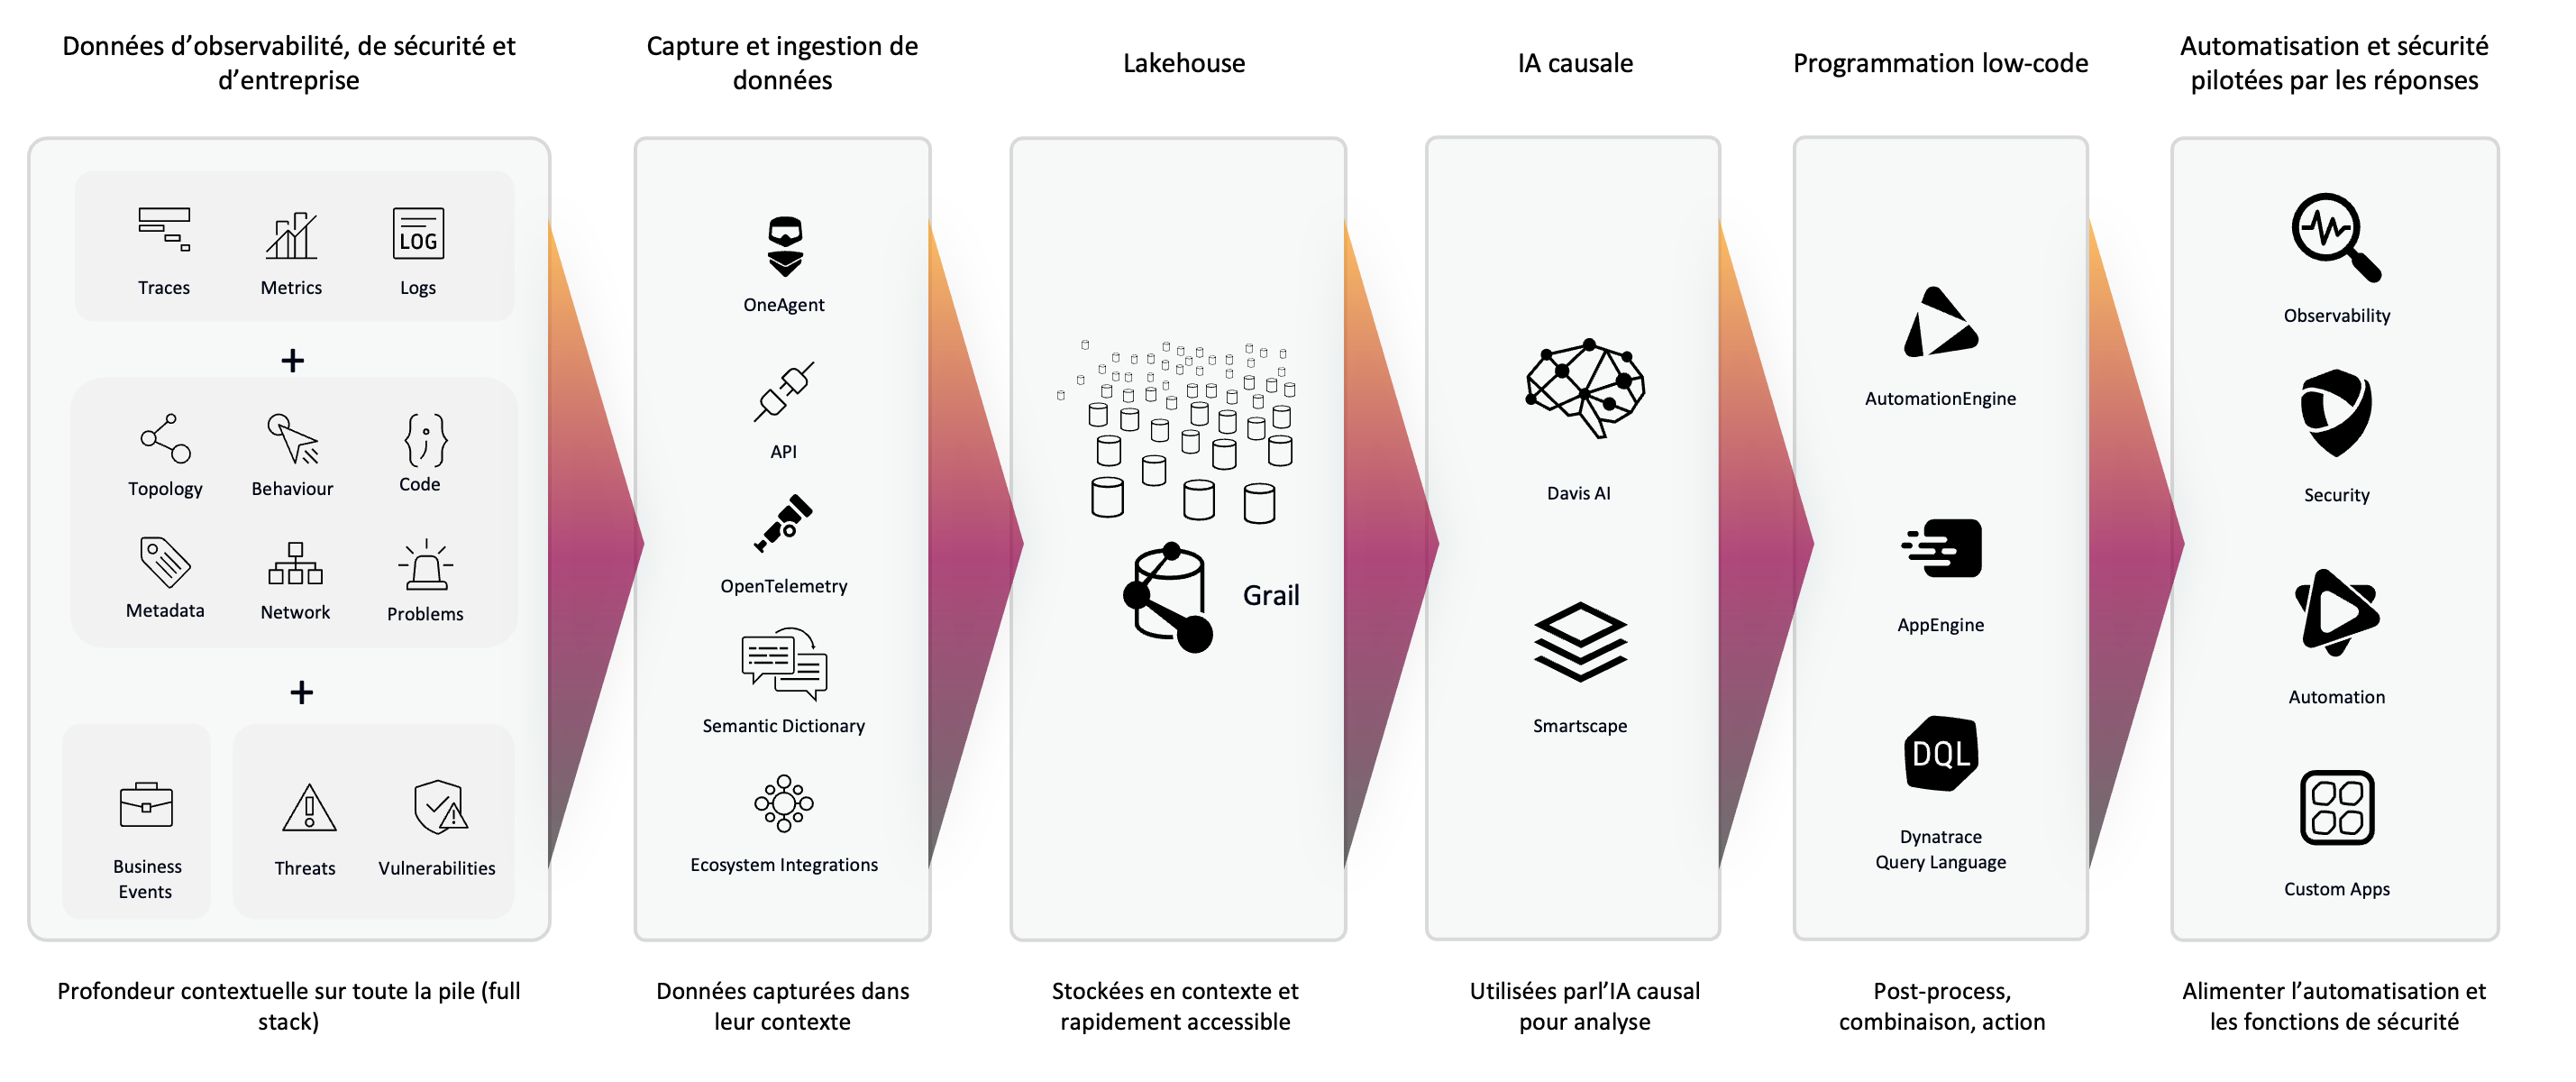 Données d’observabilité, de sécurité et
d’entreprise
Traces
Metrics
LOG
Logs
+
Topology
Behaviour
{;}
Code
Metadata
Network
Problems
+
Business
Events
Threats
Vulnerabilities
Profondeur contextuelle sur toute la pile (full
stack)
Capture et ingestion de
données
OneAgent
API
OpenTelemetry
Semantic Dictionary
Ecosystem Integrations
Données capturées dans
leur contexte
Lakehouse
Grail
Stockées en contexte et
rapidement accessible
IA causale
Davis AI
Smartscape
Utilisées parl’IA causal
pour analyse
Programmation low-code
AutomationEngine
AppEngine
DQL
Dynatrace
Query Language
Post-process,
combinaison, action
Automatisation et sécurité
pilotées par les réponses
Observability
Security
Automation
Custom Apps
Alimenter l’automatisation et
les fonctions de sécurité